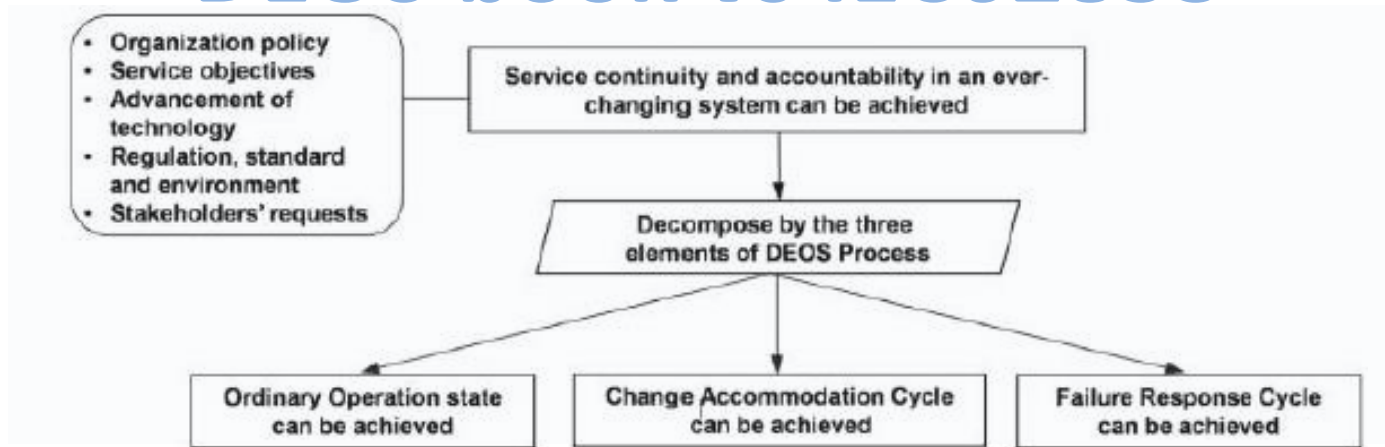 • Organization policy
• Service objectives
• Advancement of
technology
• Regulation, standard
and environment
• Stakeholders' requests
Service continuity and accountability in an ever-
changing system can be achieved
Decompose by the three
elements of DEOS Process
Ordinary Operation state
can be achieved
Change Accommodation Cycle
can be achieved
Failure Response Cycle
can be achieved